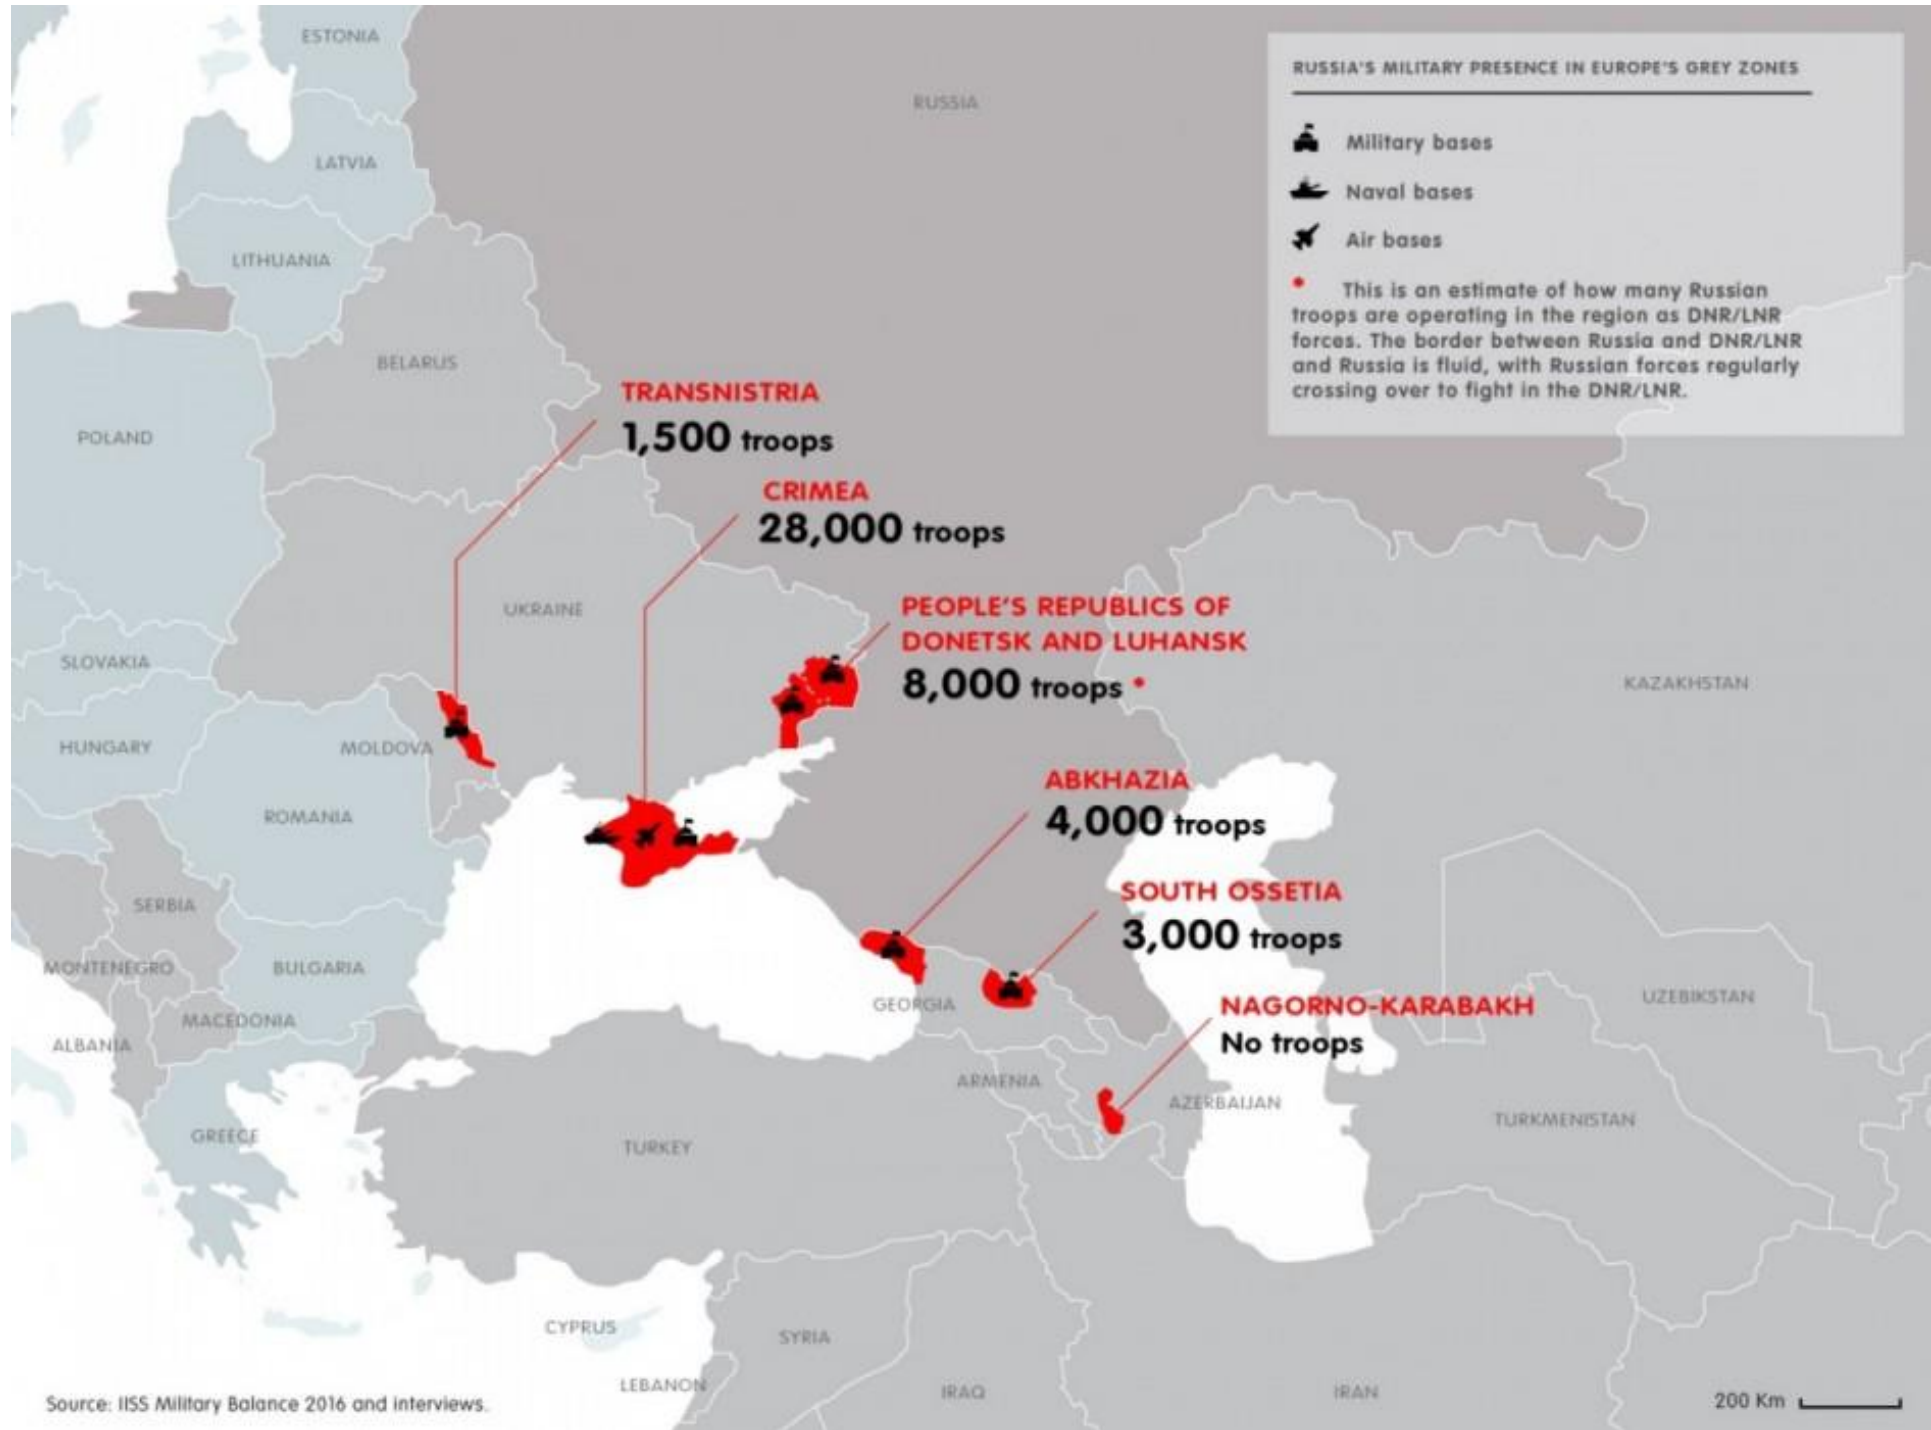 ESTONIA
RUSSIA
LATVIA
LITHUANIA
BELARUS
POLAND
RUSSIA'S MILITARY PRESENCE IN EUROPE'S GREY ZONES
Military bases
Naval bases
Air bases
• This is an estimate of how many Russian
troops are operating in the region as DNR/LNR
forces. The border between Russia and DNR/LNR
and Russia is fluid, with Russian forces regularly
crossing over to fight in the DNR/LNR.
TRANSNISTRIA
1,500 troops
CRIMEA
28,000 troops
UKRAINE
PEOPLE'S REPUBLICS OF
DONETSK AND LUHANSK
8,000 troops •
SLOVAKIA
KAZAKHSTAN
HUNGARY
MOLDOVA
ROMANIA
ABKHAZIA
4,000 troops
SERBIA
SOUTH OSSETIA
3,000 troops
MONTENEGRO
BULGARIA
GEORGIA
NAGORNO-KARABAKH
No troops
UZEBIKSTAN
MACEDONIA
ALBANIA
ARMENIA
AZERBAIJAN
TURKMENISTAN
GREECE
TURKEY
CYPRUS
SYRIA
LEBANON
IRAQ
IRAN
Source: IISS Military Balance 2016 and interviews.
200 Km